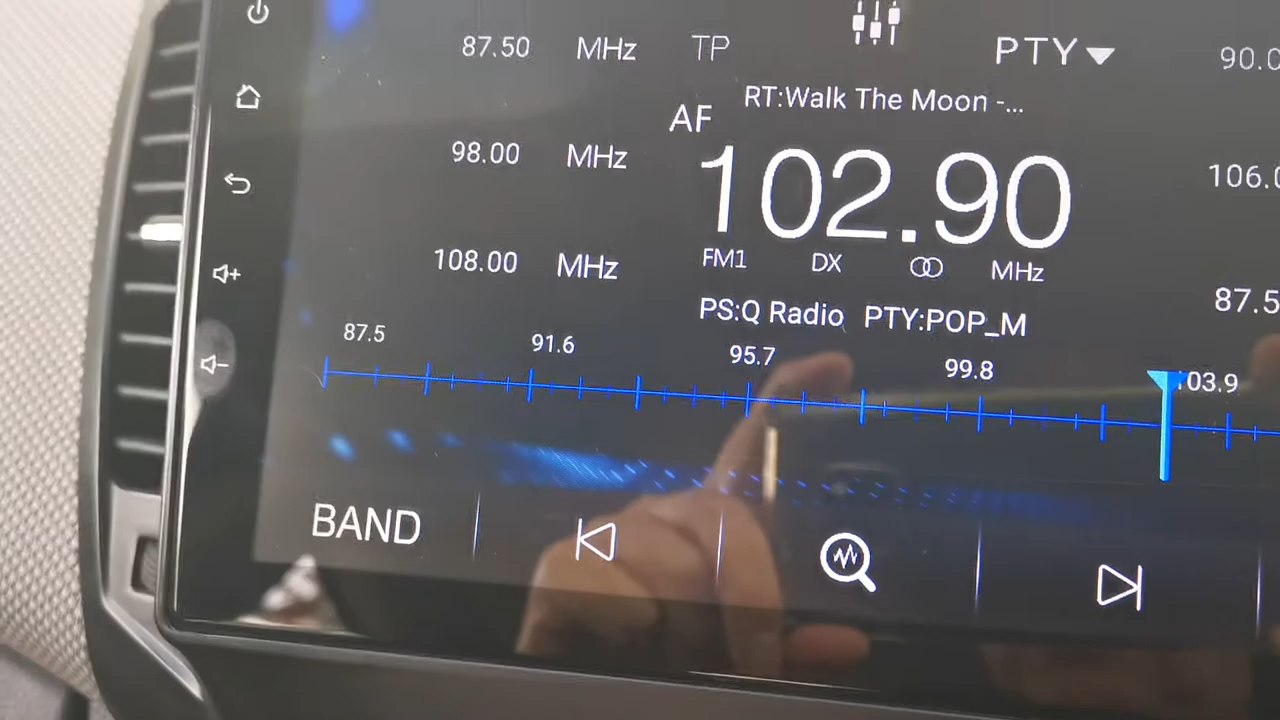 87.50 MHz TP PTY 90.0
RT:Walk The Moon -...
AF
98.00 MHz 102.90 106.0
FM1 DX MHz
108.00 MHz 87.5
PS:Q Radio PTY:POP_M
87.5 91.6 95.7 99.8 103.9
BAND